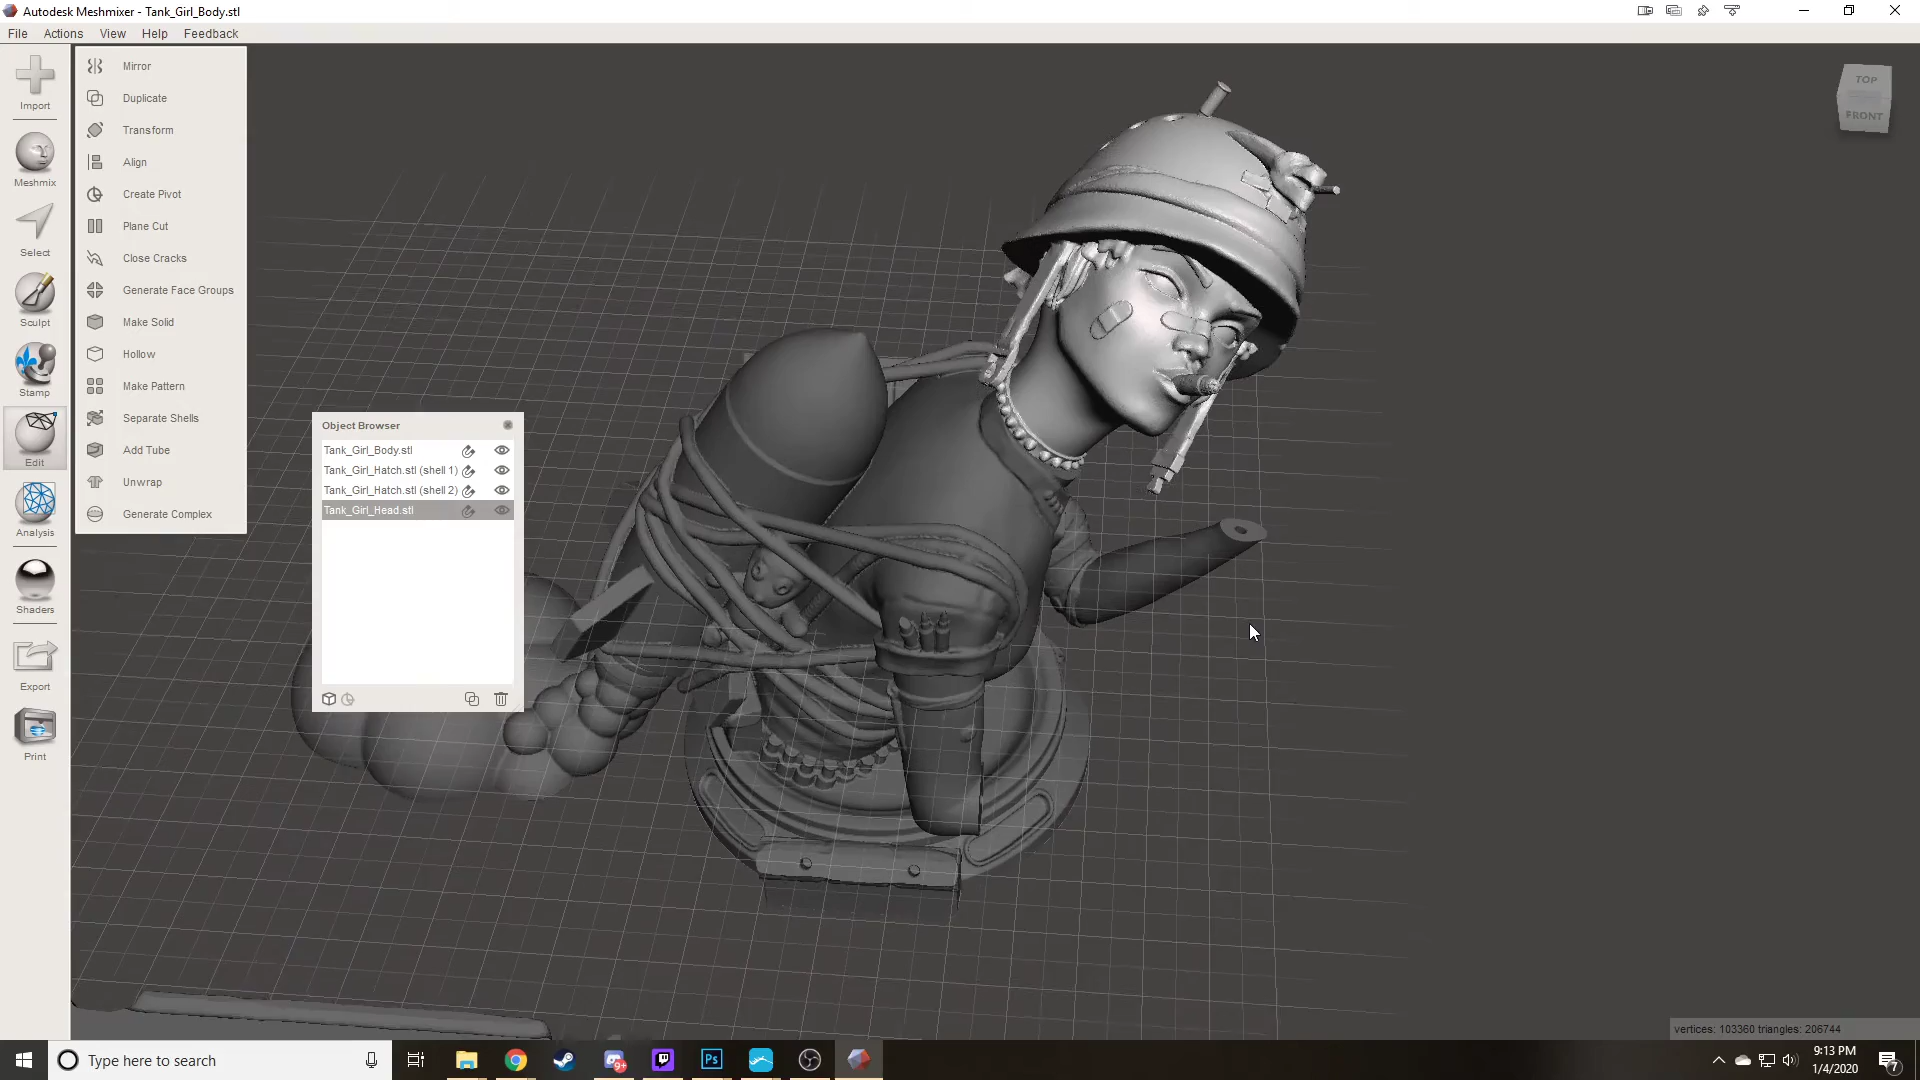 Autodesk Meshmixer - Tank_Girl_Body.stl
File Actions View Help Feedback
Import
Meshmix
Select
Sculpt
Stamp
Edit
Analysis
Shaders
Export
Print
Mirror
Duplicate
Transform
Align
Create Pivot
Plane Cut
Close Cracks
Generate Face Groups
Make Solid
Hollow
Make Pattern
Separate Shells
Add Tube
Unwrap
Generate Complex
Object Browser
Tank_Girl_Body.stl
Tank_Girl_Hatch.stl (shell 1)
Tank_Girl_Hatch.stl (shell 2)
Tank_Girl_Head.stl
TOP
FRONT
vertices: 103360 triangles: 206744
Type here to search
9+
Ps
9:13 PM
1/4/2020
7